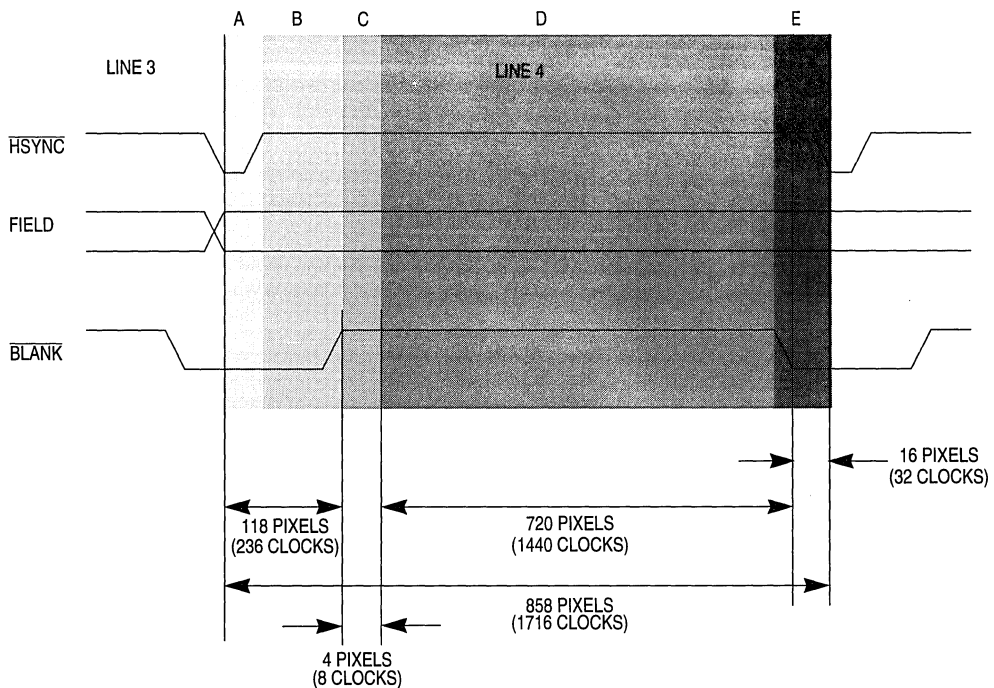 A B C D E
LINE 3
LINE 4
HSYNC
FIELD
BLANK
16 PIXELS
(32 CLOCKS)
118 PIXELS
(236 CLOCKS)
720 PIXELS
(1440 CLOCKS)
858 PIXELS
(1716 CLOCKS)
4 PIXELS
(8 CLOCKS)